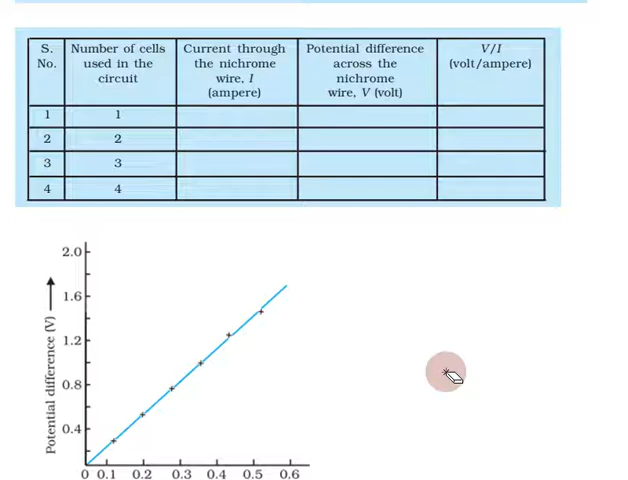 S. No.
Number of cells used in the circuit
Current through the nichrome wire, I (ampere)
Potential difference across the nichrome wire, V (volt)
V/I (volt/ampere)
1 1
2 2
3 3
4 4
Potential difference (V)
2.0
1.6
1.2
0.8
0.4
0 0.1 0.2 0.3 0.4 0.5 0.6